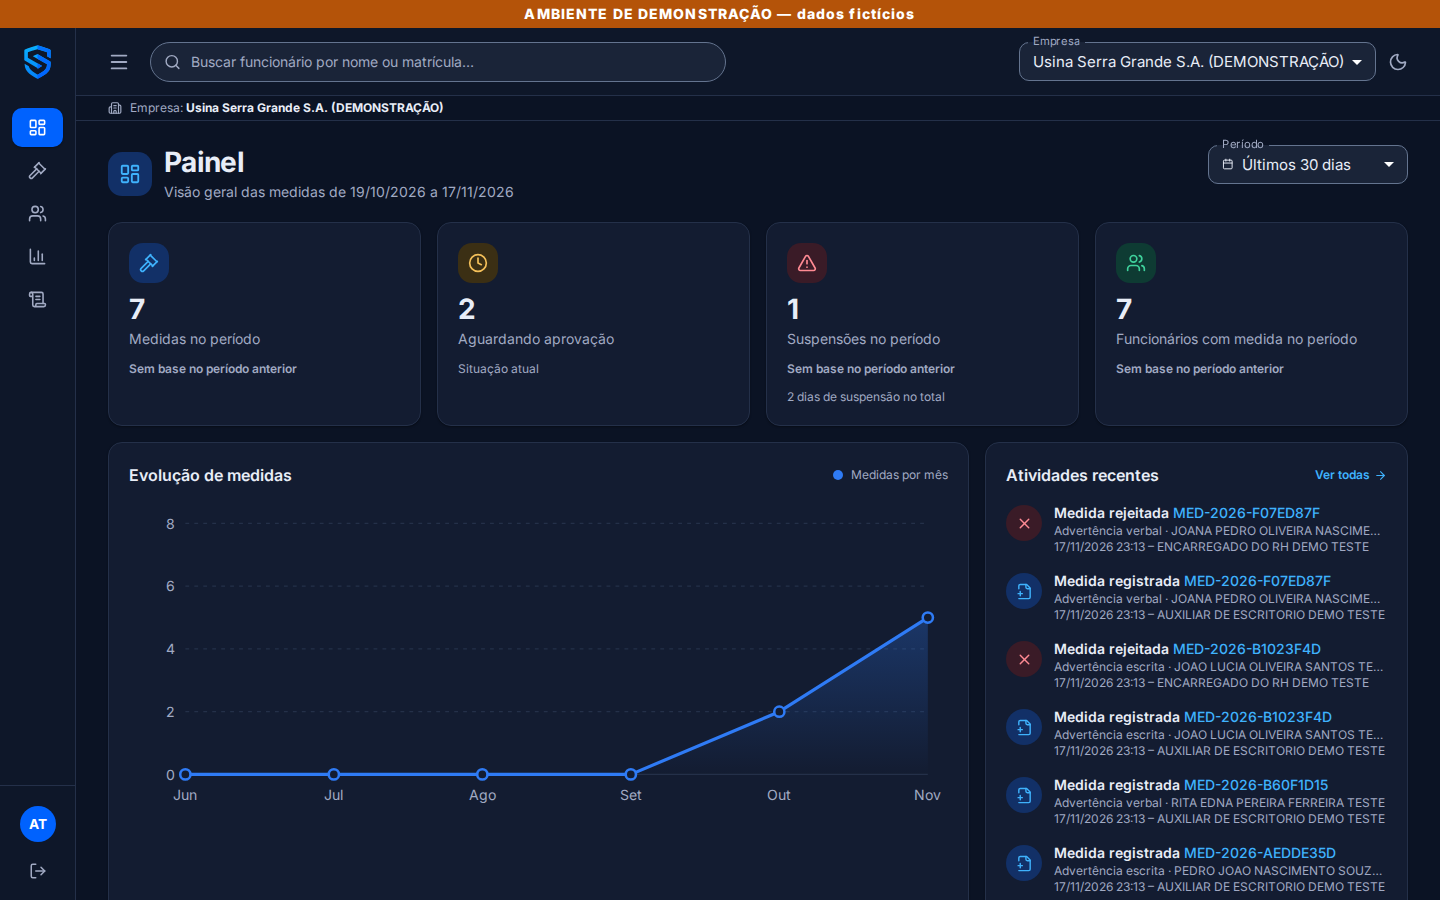 AMBIENTE DE DEMONSTRAÇÃO — dados fictícios
Buscar funcionário por nome ou matrícula...
Empresa
Usina Serra Grande S.A. (DEMONSTRAÇÃO)
Empresa: Usina Serra Grande S.A. (DEMONSTRAÇÃO)
Painel
Visão geral das medidas de 19/10/2026 a 17/11/2026
Período
Últimos 30 dias
7
Medidas no período
Sem base no período anterior
2
Aguardando aprovação
Situação atual
1
Suspensões no período
Sem base no período anterior
2 dias de suspensão no total
7
Funcionários com medida no período
Sem base no período anterior
Evolução de medidas
Medidas por mês
8
6
4
2
0
Jun Jul Ago Set Out Nov
Atividades recentes
Ver todas
Medida rejeitada MED-2026-F07ED87F
Advertência verbal · JOANA PEDRO OLIVEIRA NASCIME...
17/11/2026 23:13 – ENCARREGADO DO RH DEMO TESTE
Medida registrada MED-2026-F07ED87F
Advertência verbal · JOANA PEDRO OLIVEIRA NASCIME...
17/11/2026 23:13 – AUXILIAR DE ESCRITORIO DEMO TESTE
Medida rejeitada MED-2026-B1023F4D
Advertência escrita · JOAO LUCIA OLIVEIRA SANTOS TE...
17/11/2026 23:13 – ENCARREGADO DO RH DEMO TESTE
Medida registrada MED-2026-B1023F4D
Advertência escrita · JOAO LUCIA OLIVEIRA SANTOS TE...
17/11/2026 23:13 – AUXILIAR DE ESCRITORIO DEMO TESTE
Medida registrada MED-2026-B60F1D15
Advertência verbal · RITA EDNA PEREIRA FERREIRA TESTE
17/11/2026 23:13 – AUXILIAR DE ESCRITORIO DEMO TESTE
Medida registrada MED-2026-AEDDE35D
Advertência escrita · PEDRO JOAO NASCIMENTO SOUZ...
17/11/2026 23:13 – AUXILIAR DE ESCRITORIO DEMO TESTE
AT